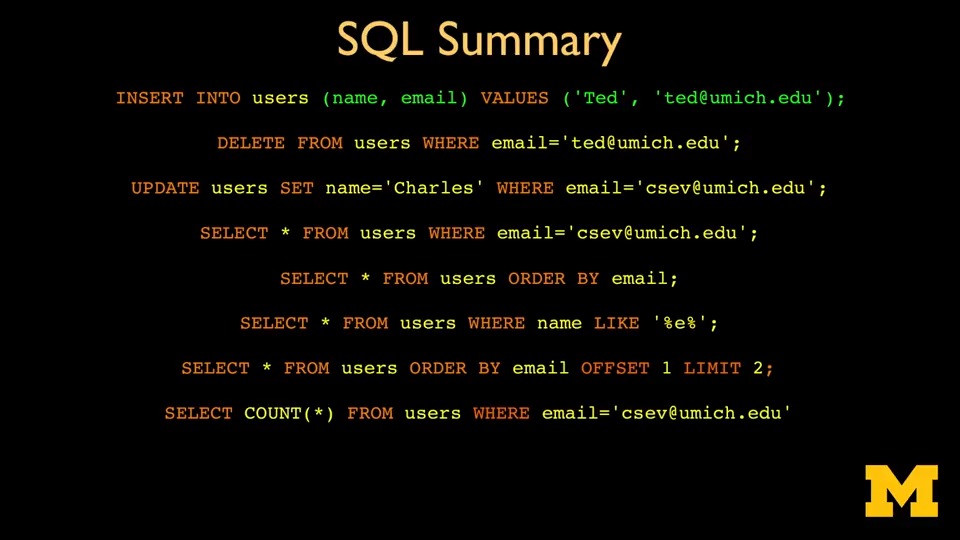 SQL Summary
INSERT INTO users (name, email) VALUES ('Ted', 'ted@umich.edu');
DELETE FROM users WHERE email='ted@umich.edu';
UPDATE users SET name='Charles' WHERE email='csev@umich.edu';
SELECT * FROM users WHERE email='csev@umich.edu';
SELECT * FROM users ORDER BY email;
SELECT * FROM users WHERE name LIKE '%e%';
SELECT * FROM users ORDER BY email OFFSET 1 LIMIT 2;
SELECT COUNT(*) FROM users WHERE email='csev@umich.edu'
M